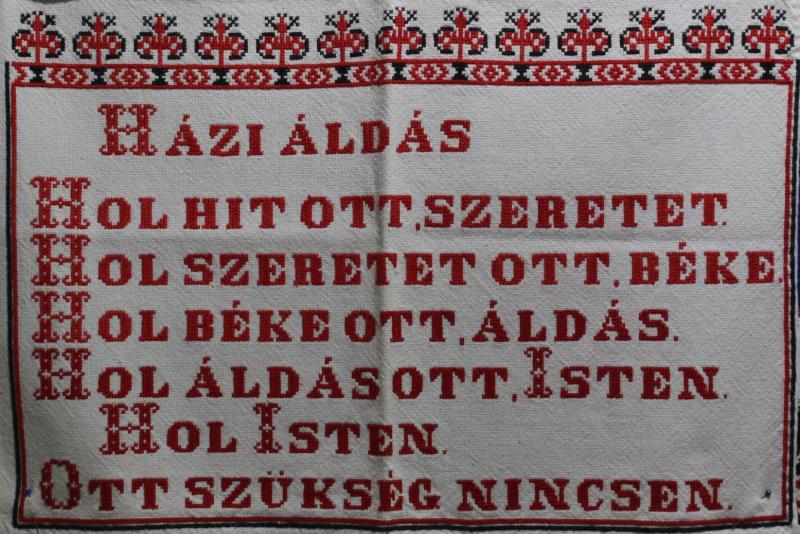 HÁZI ÁLDÁS
HOL HIT OTT, SZERETET.
HOL SZERETET OTT, BÉKE.
HOL BÉKE OTT, ÁLDÁS.
HOL ÁLDÁS OTT, ISTEN.
HOL ISTEN.
OTT SZÜKSÉG NINCSEN.